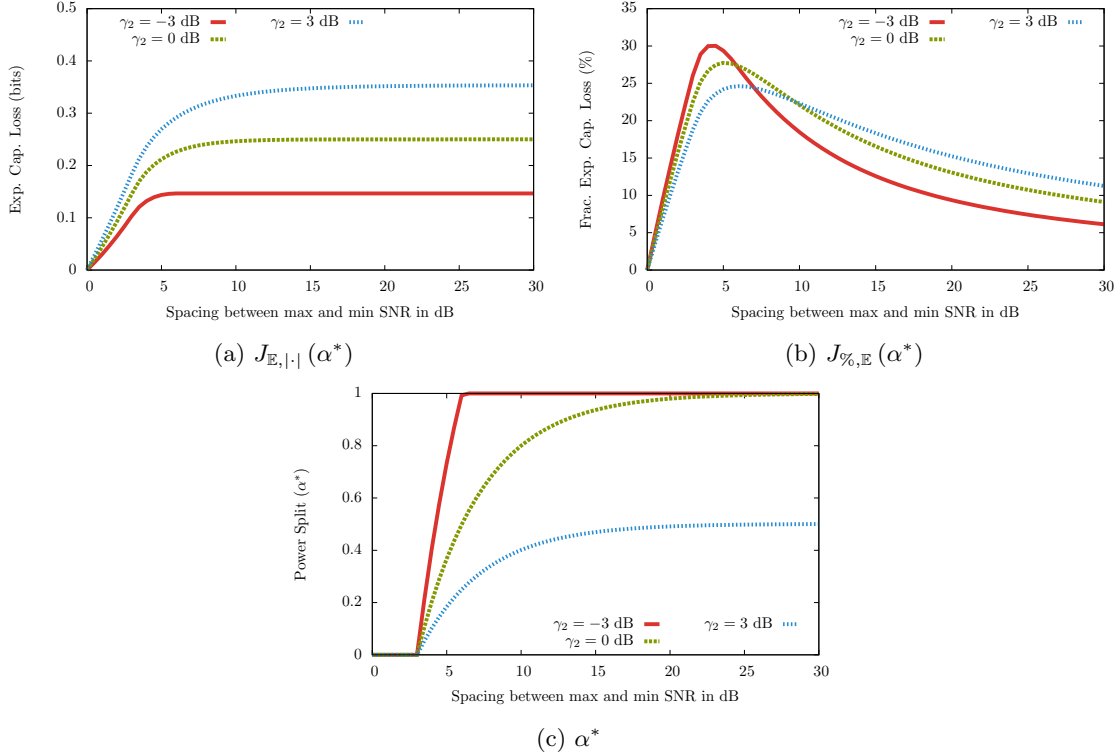 γ₂ = −3 dB
γ₂ = 0 dB
γ₂ = 3 dB
Exp. Cap. Loss (bits)
0.5
0.4
0.3
0.2
0.1
0
0 5 10 15 20 25 30
Spacing between max and min SNR in dB
(a) J_{𝔼,|·|} (α*)
γ₂ = −3 dB
γ₂ = 0 dB
γ₂ = 3 dB
Frac. Exp. Cap. Loss (%)
35
30
25
20
15
10
5
0
0 5 10 15 20 25 30
Spacing between max and min SNR in dB
(b) J_{%,𝔼} (α*)
Power Split (α*)
1
0.8
0.6
0.4
0.2
0
γ₂ = −3 dB
γ₂ = 0 dB
γ₂ = 3 dB
0 5 10 15 20 25 30
Spacing between max and min SNR in dB
(c) α*